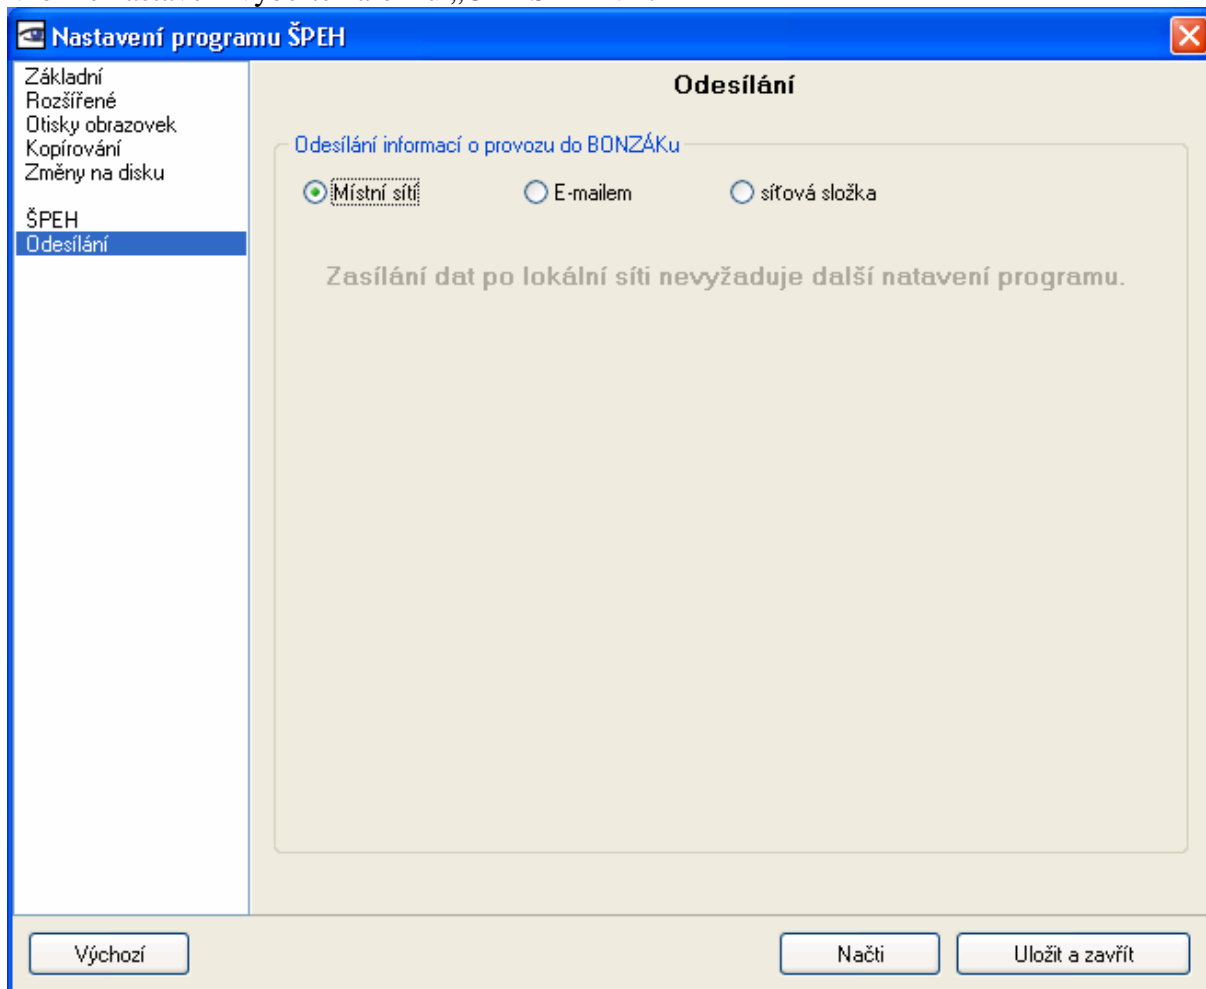 Nastavení programu ŠPEH
Základní
Rozšířené
Otisky obrazovek
Kopírování
Změny na disku
ŠPEH
Odesílání
Odesílání
Odesílání informací o provozu do BONZÁKu
Místní sítí
E-mailem
síťová složka
Zasílání dat po lokální síti nevyžaduje další natavení programu.
Výchozí
Načti
Uložit a zavřít